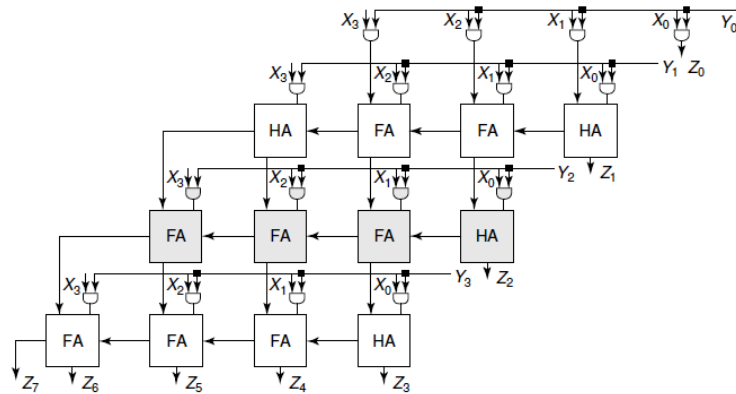 X3 X2 X1 X0 Y0
X3 X2 X1 X0 Y1 Z0
HA FA FA HA
X3 X2 X1 X0 Y2 Z1
FA FA FA HA
X3 X2 X1 X0 Y3 Z2
FA FA FA HA
Z7 Z6 Z5 Z4 Z3